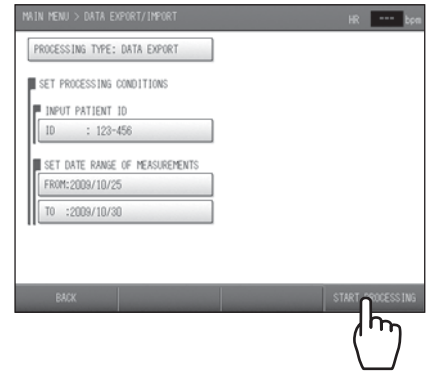 MAIN MENU > DATA EXPORT/IMPORT HR --- bpm
PROCESSING TYPE: DATA EXPORT
SET PROCESSING CONDITIONS
INPUT PATIENT ID
ID : 123-456
SET DATE RANGE OF MEASUREMENTS
FROM:2009/10/25
TO :2009/10/30
BACK START PROCESSING